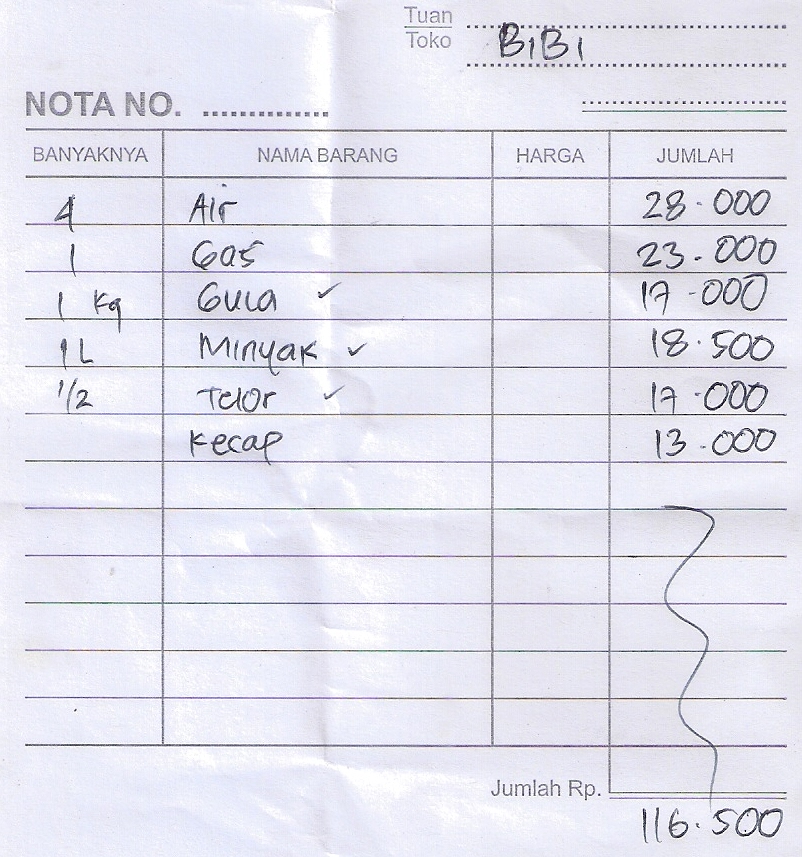 Tuan
Toko BiBi
NOTA NO.
BANYAKNYA NAMA BARANG HARGA JUMLAH
4 Air 28.000
1 Gas 23.000
1 Kg Gula ✓ 17.000
1 L Minyak ✓ 18.500
1/2 Telor ✓ 17.000
Kecap 13.000
Jumlah Rp. 116.500